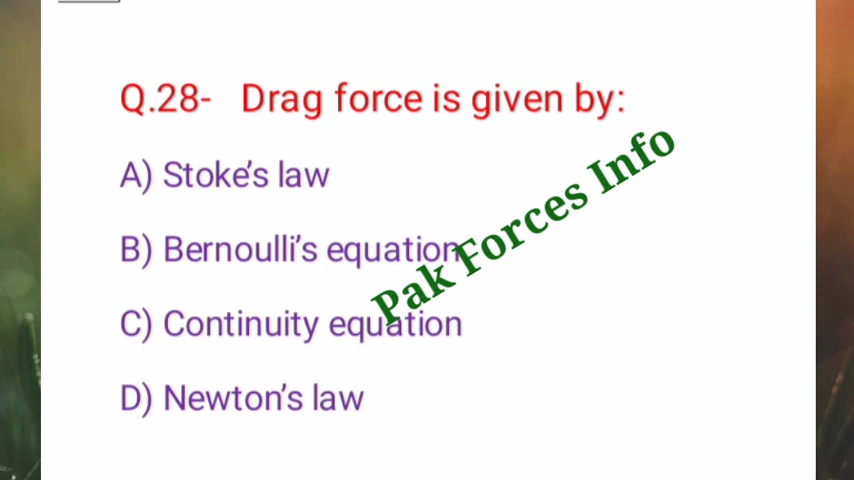 Q.28- Drag force is given by:
A) Stoke's law
B) Bernoulli's equation
C) Continuity equation
D) Newton's law
Pak Forces Info